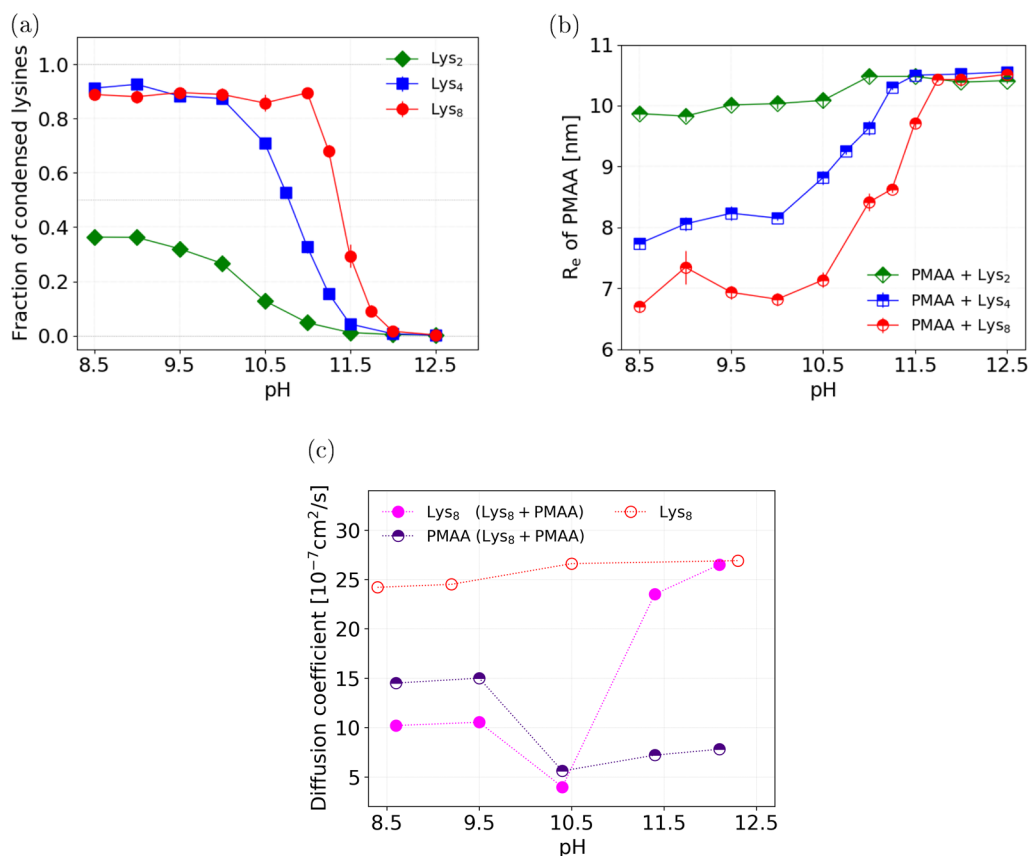 (a)
Fraction of condensed lysines
1.0
0.8
0.6
0.4
0.2
0.0
Lys₂
Lys₄
Lys₈
8.5 9.5 10.5 11.5 12.5
pH
(b)
Rₑ of PMAA [nm]
11
10
9
8
7
6
PMAA + Lys₂
PMAA + Lys₄
PMAA + Lys₈
8.5 9.5 10.5 11.5 12.5
pH
(c)
Diffusion coefficient [10⁻⁷cm²/s]
30
25
20
15
10
5
Lys₈ (Lys₈ + PMAA)
PMAA (Lys₈ + PMAA)
Lys₈
8.5 9.5 10.5 11.5 12.5
pH